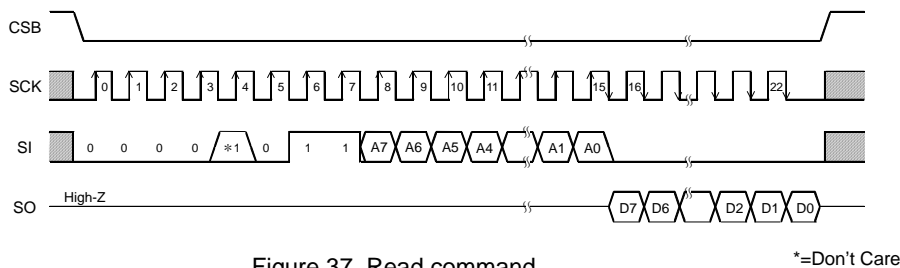 CSB
SCK 0 1 2 3 4 5 6 7 8 9 10 11 15 16 22
SI 0 0 0 0 *1 0 1 1 A7 A6 A5 A4 A1 A0
High-Z
SO D7 D6 D2 D1 D0
*=Don't Care
Figure 37. Read command